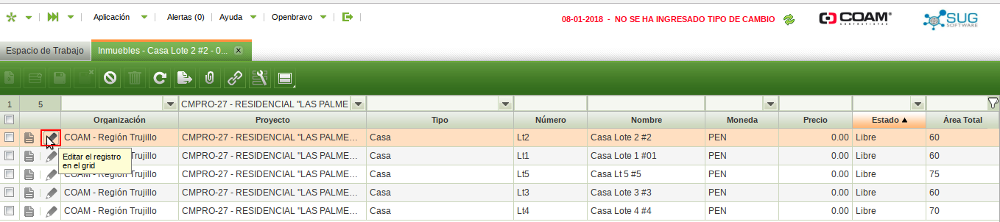 Aplicación Alertas (0) Ayuda Openbravo 08-01-2018 - NO SE HA INGRESADO TIPO DE CAMBIO COAM CONTRATISTAS SUG SOFTWARE
Espacio de Trabajo Inmuebles - Casa Lote 2 #2 - 0... x
1 5 CMPRO-27 - RESIDENCIAL "LAS PALME
Organización Proyecto Tipo Número Nombre Moneda Precio Estado Área Total
COAM - Región Trujillo CMPRO-27 - RESIDENCIAL "LAS PALME... Casa Lt2 Casa Lote 2 #2 PEN 0.00 Libre 60
Región Trujillo CMPRO-27 - RESIDENCIAL "LAS PALME... Casa Lt1 Casa Lote 1 #01 PEN 0.00 Libre 60
Editar el registro
en el grid
COAM - Región Trujillo CMPRO-27 - RESIDENCIAL "LAS PALME... Casa Lt5 Casa Lt 5 #5 PEN 0.00 Libre 75
COAM - Región Trujillo CMPRO-27 - RESIDENCIAL "LAS PALME... Casa Lt3 Casa Lote 3 #3 PEN 0.00 Libre 60
COAM - Región Trujillo CMPRO-27 - RESIDENCIAL "LAS PALME... Casa Lt4 Casa Lote 4 #4 PEN 0.00 Libre 70